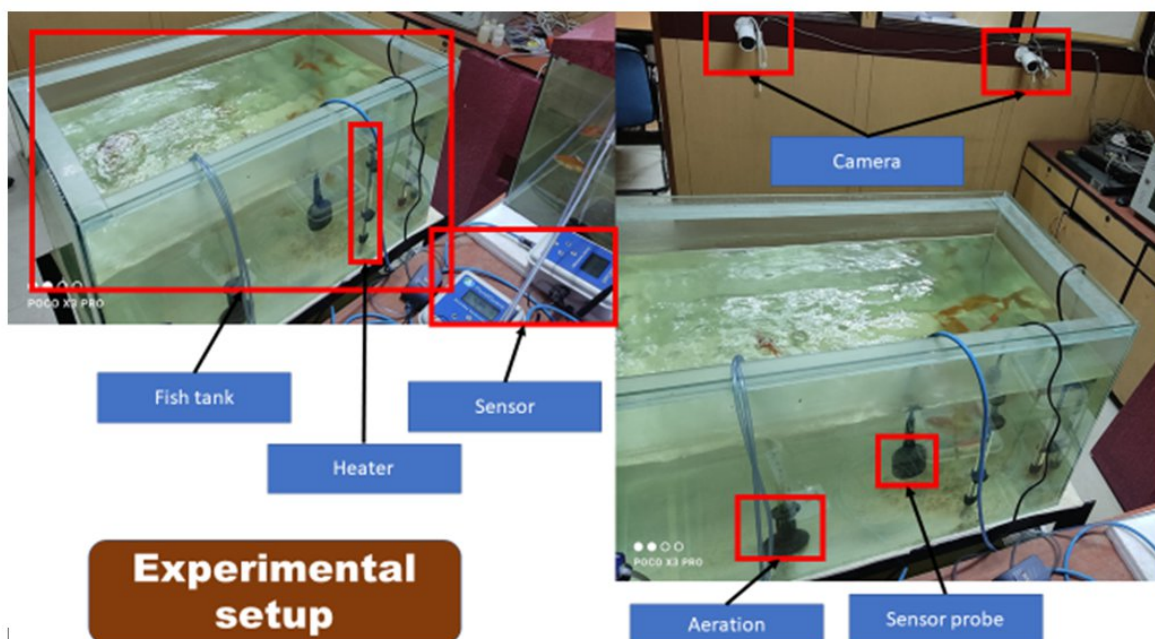 Camera
POCO X3 PRO
Fish tank
Sensor
Heater
Experimental
setup
POCO X3 PRO
Aeration
Sensor probe